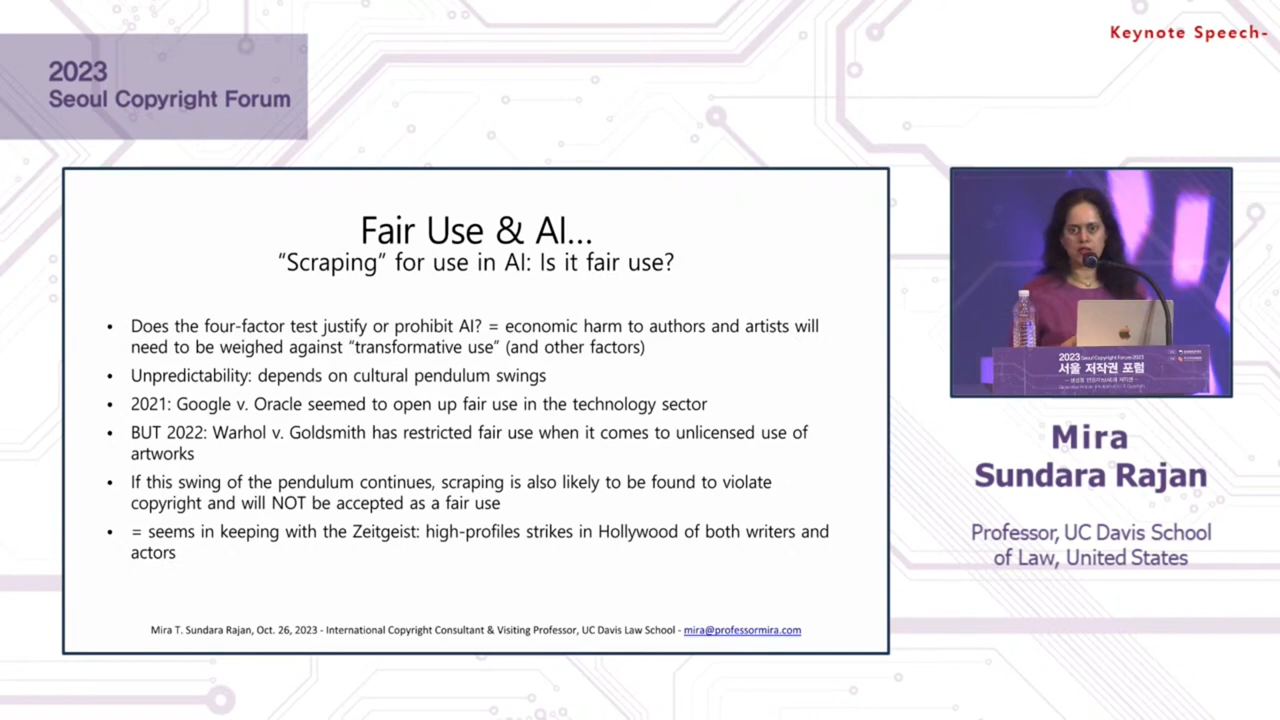 Keynote Speech-
2023
Seoul Copyright Forum
Fair Use & AI...
"Scraping" for use in AI: Is it fair use?
• Does the four-factor test justify or prohibit AI? = economic harm to authors and artists will
need to be weighed against "transformative use" (and other factors)
• Unpredictability: depends on cultural pendulum swings
• 2021: Google v. Oracle seemed to open up fair use in the technology sector
• BUT 2022: Warhol v. Goldsmith has restricted fair use when it comes to unlicensed use of
artworks
• If this swing of the pendulum continues, scraping is also likely to be found to violate
copyright and will NOT be accepted as a fair use
• = seems in keeping with the Zeitgeist: high-profiles strikes in Hollywood of both writers and
actors
Mira T. Sundara Rajan, Oct. 26, 2023 - International Copyright Consultant & Visiting Professor, UC Davis Law School - mira@professormira.com
2023 Seoul Copyright Forum 2023
서울 저작권 포럼
Mira
Sundara Rajan
Professor, UC Davis School
of Law, United States